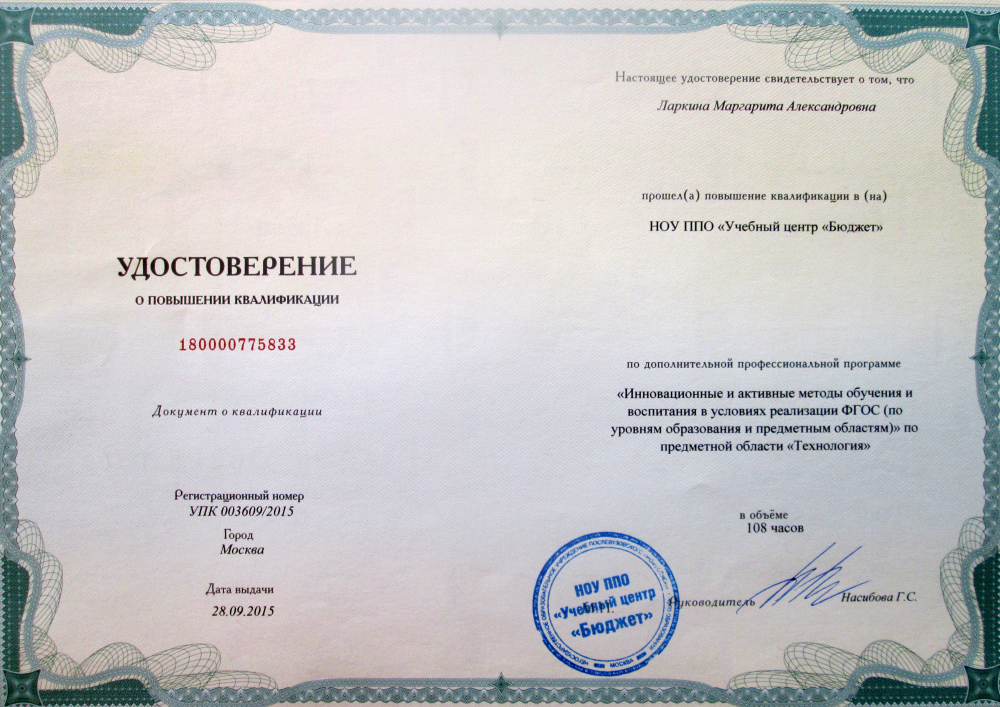 УДОСТОВЕРЕНИЕ
О ПОВЫШЕНИИ КВАЛИФИКАЦИИ
180000775833
Документ о квалификации
Регистрационный номер
УПК 003609/2015
Город
Москва
Дата выдачи
28.09.2015
Настоящее удостоверение свидетельствует о том, что
Ларкина Маргарита Александровна
прошел(а) повышение квалификации в (на)
НОУ ППО «Учебный центр «Бюджет»
по дополнительной профессиональной программе
«Инновационные и активные методы обучения и
воспитания в условиях реализации ФГОС (по
уровням образования и предметным областям)» по
предметной области «Технология»
в объёме
108 часов
Руководитель
Насибова Г.С.
М.П.
НОУ ППО
«Учебный центр
«Бюджет»
МОСКВА